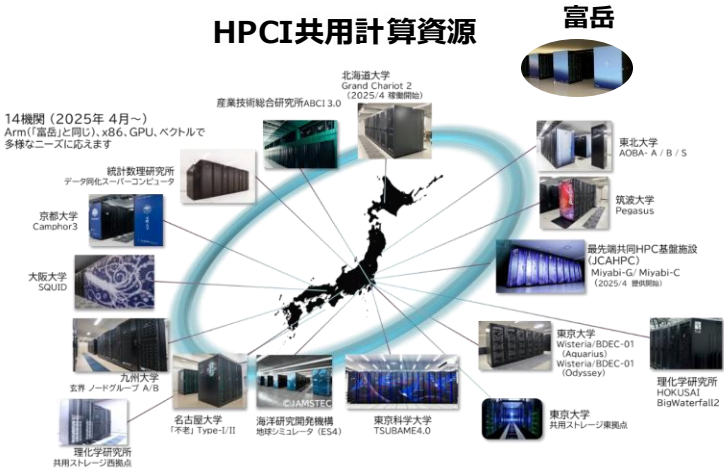 HPCI共用計算資源
富岳
14機関（2025年 4月～）
Arm(「富岳」と同じ)、x86、GPU、ベクトルで
多様なニーズに応えます
北海道大学
Grand Chariot 2
（2025/4 稼働開始)
産業技術総合研究所ABCI 3.0
統計数理研究所
データ同化スーパーコンピュータ
京都大学
Camphor3
大阪大学
SQUID
九州大学
玄界 ノードグループ A/B
理化学研究所
共用ストレージ西拠点
名古屋大学
「不老」Type-I/II
©JAMSTEC
海洋研究開発機構
地球シミュレータ（ES4）
東京科学大学
TSUBAME4.0
東京大学
共用ストレージ東拠点
東京大学
Wisteria/BDEC-01
(Aquarius)
Wisteria/BDEC-01
(Odyssey)
理化学研究所
HOKUSAI
BigWaterfall2
最先端共同HPC基盤施設
（JCAHPC）
Miyabi-G/ Miyabi-C
（2025/4 提供開始）
筑波大学
Pegasus
東北大学
AOBA- A / B / S